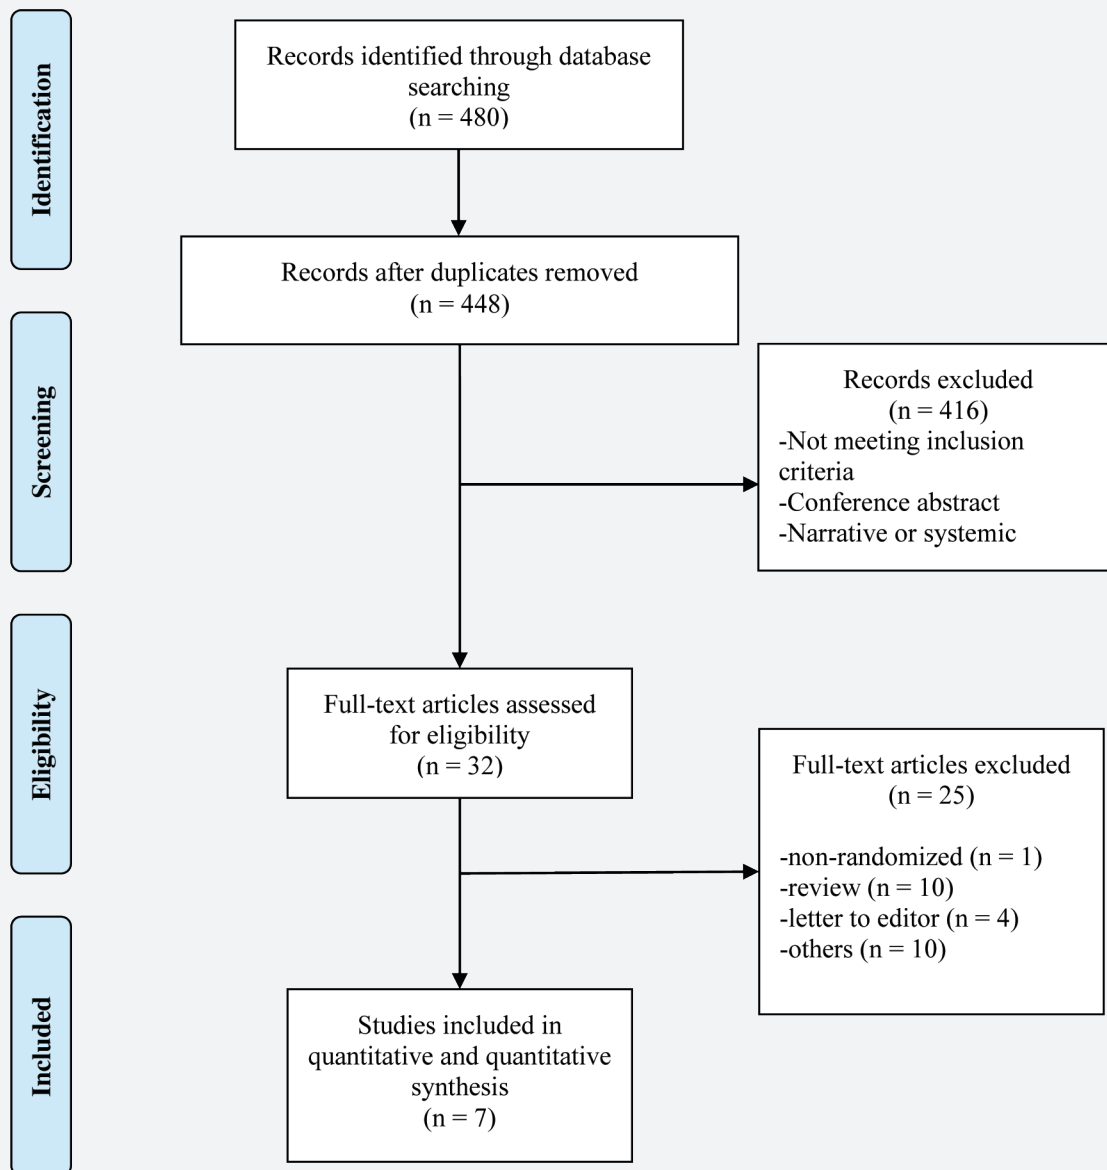 Identification
Records identified through database
searching
(n = 480)
Records after duplicates removed
(n = 448)
Screening
Records excluded
(n = 416)
-Not meeting inclusion
criteria
-Conference abstract
-Narrative or systemic
Eligibility
Full-text articles assessed
for eligibility
(n = 32)
Full-text articles excluded
(n = 25)
-non-randomized (n = 1)
-review (n = 10)
-letter to editor (n = 4)
-others (n = 10)
Included
Studies included in
quantitative and quantitative
synthesis
(n = 7)